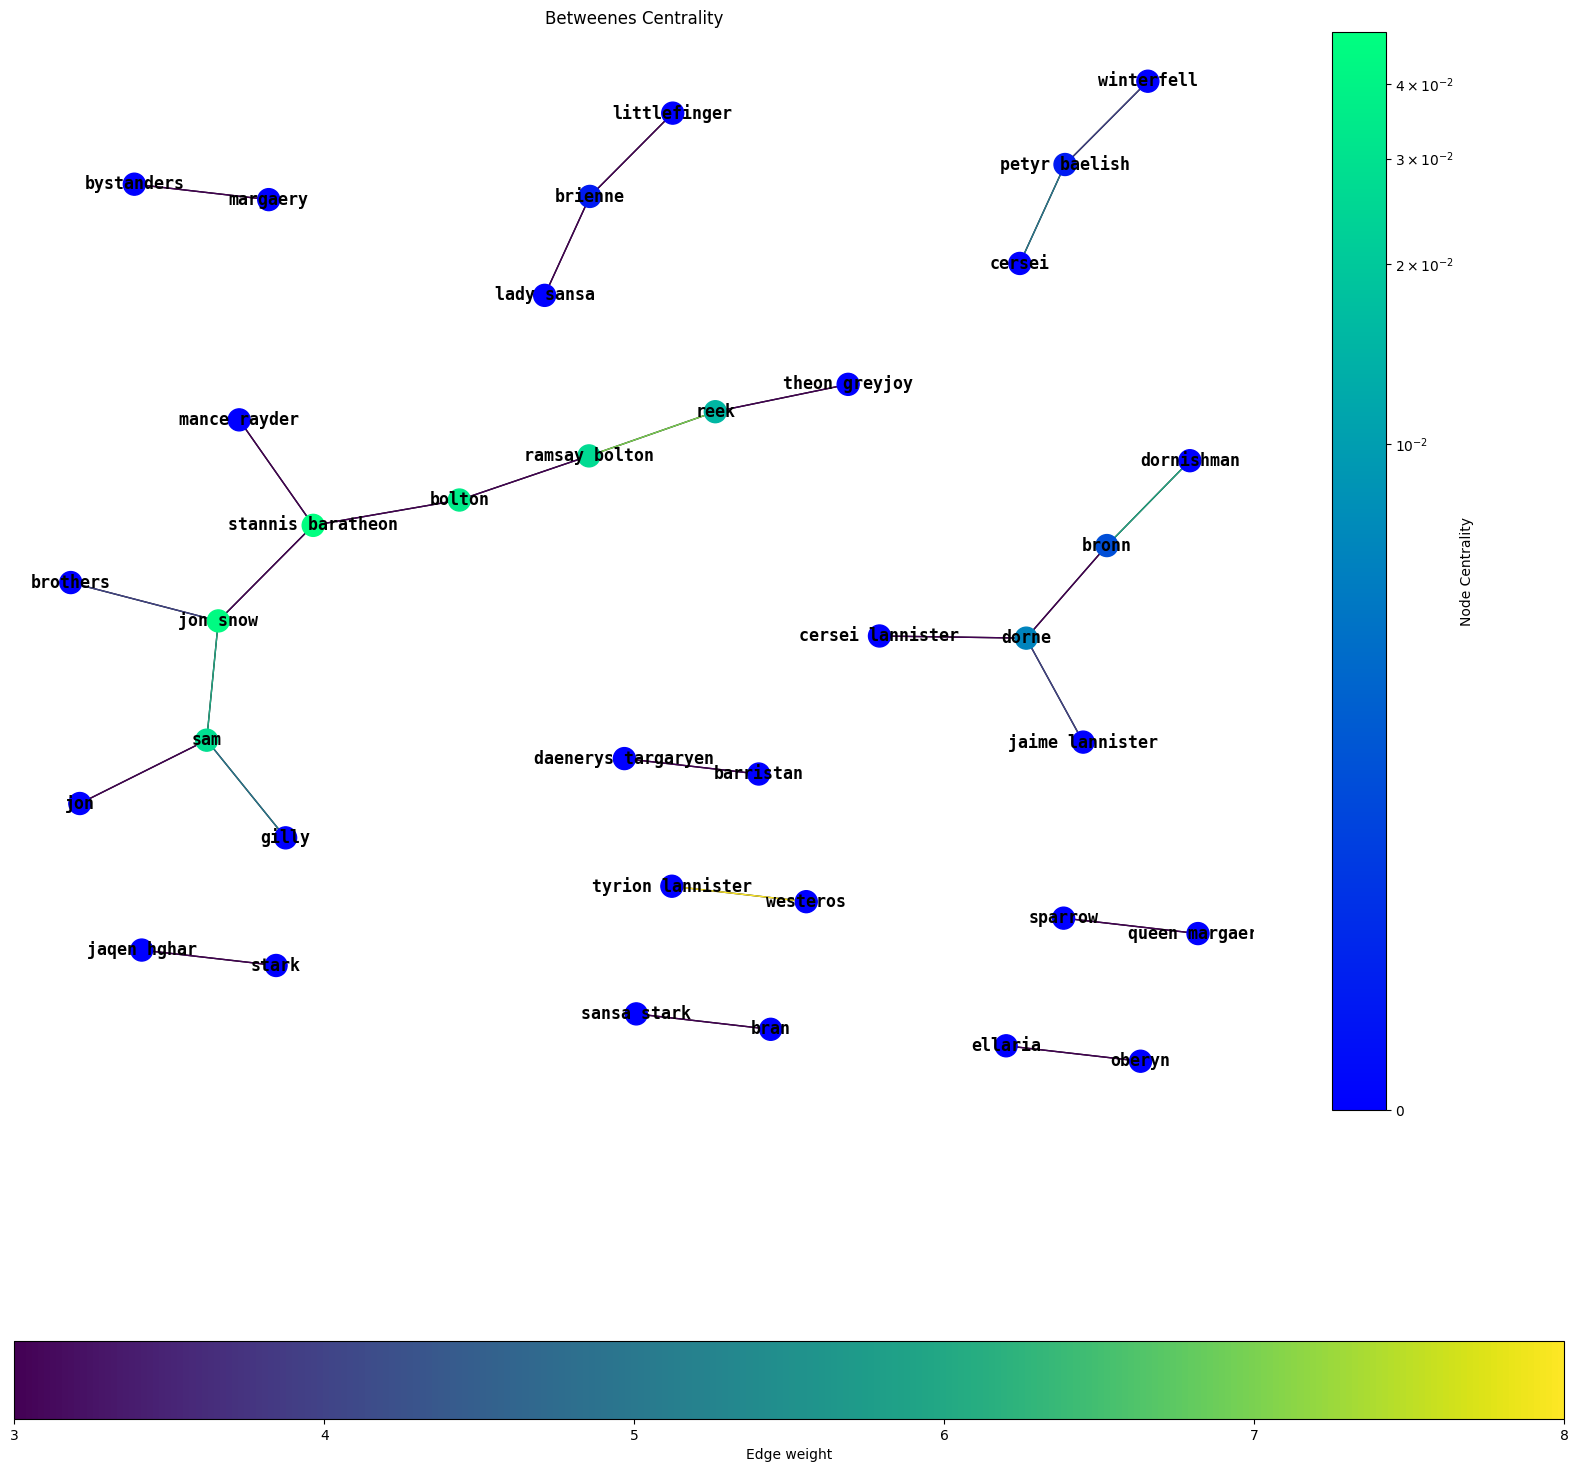 Betweenes Centrality
winterfell
littlefinger
petyr baelish
bystanders
margaery
brienne
cersei
lady sansa
theon greyjoy
reek
mance rayder
ramsay bolton
dornishman
bolton
stannis baratheon
bronn
brothers
jon snow
cersei lannister
dorne
sam
jaime lannister
daenerys targaryen
barristan
jon
gilly
tyrion lannister
westeros
sparrow
queen margaer
jaqen hghar
stark
sansa stark
bran
ellaria
oberyn
4 × 10⁻²
3 × 10⁻²
2 × 10⁻²
10⁻²
0
Node Centrality
3 4 5 6 7 8
Edge weight